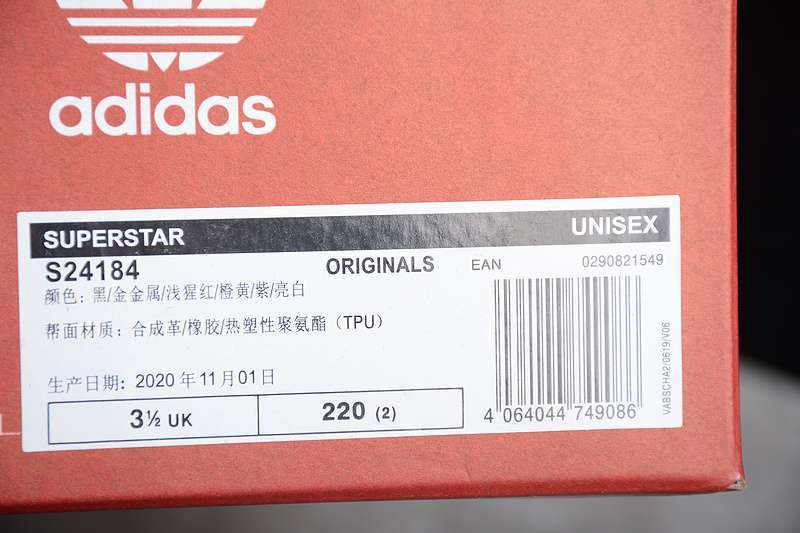 adidas
SUPERSTAR UNISEX
S24184 ORIGINALS EAN 0290821549
颜色: 黑/金金属/浅猩红/橙黄/紫/亮白
帮面材质: 合成革/橡胶/热塑性聚氨酯（TPU）
生产日期: 2020 年 11 月 01 日
3½ UK 220 (2)
4 064044 749086
VABSCHA2/0619/V06